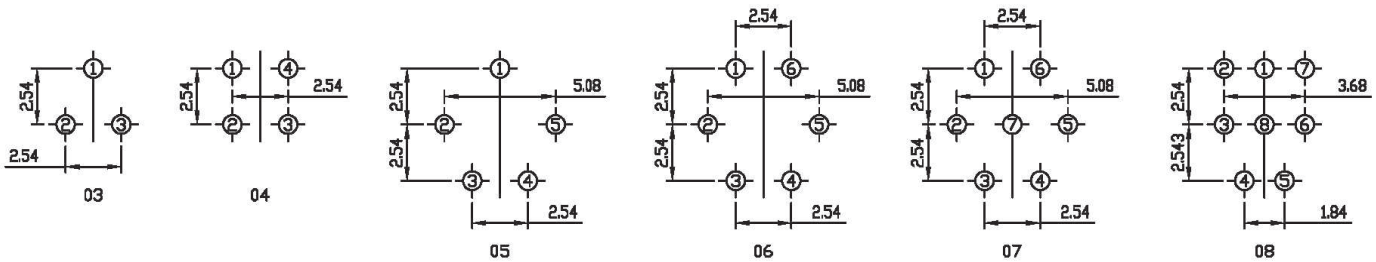 2.54 2.54
① ① ④ ① ① ⑥ ① ⑥ ② ① ⑦
2.54 2.54 2.54 2.54 5.08 2.54 5.08 2.54 5.08 2.54 3.68
② ③ ② ③ ② ⑤ ② ⑤ ② ⑦ ⑤ ③ ⑧ ⑥
2.54 2.54 2.54 2.54 2.543
③ ④ ③ ④ ③ ④ ④ ⑤
03 04
2.54 2.54 2.54 1.84
05 06 07 08